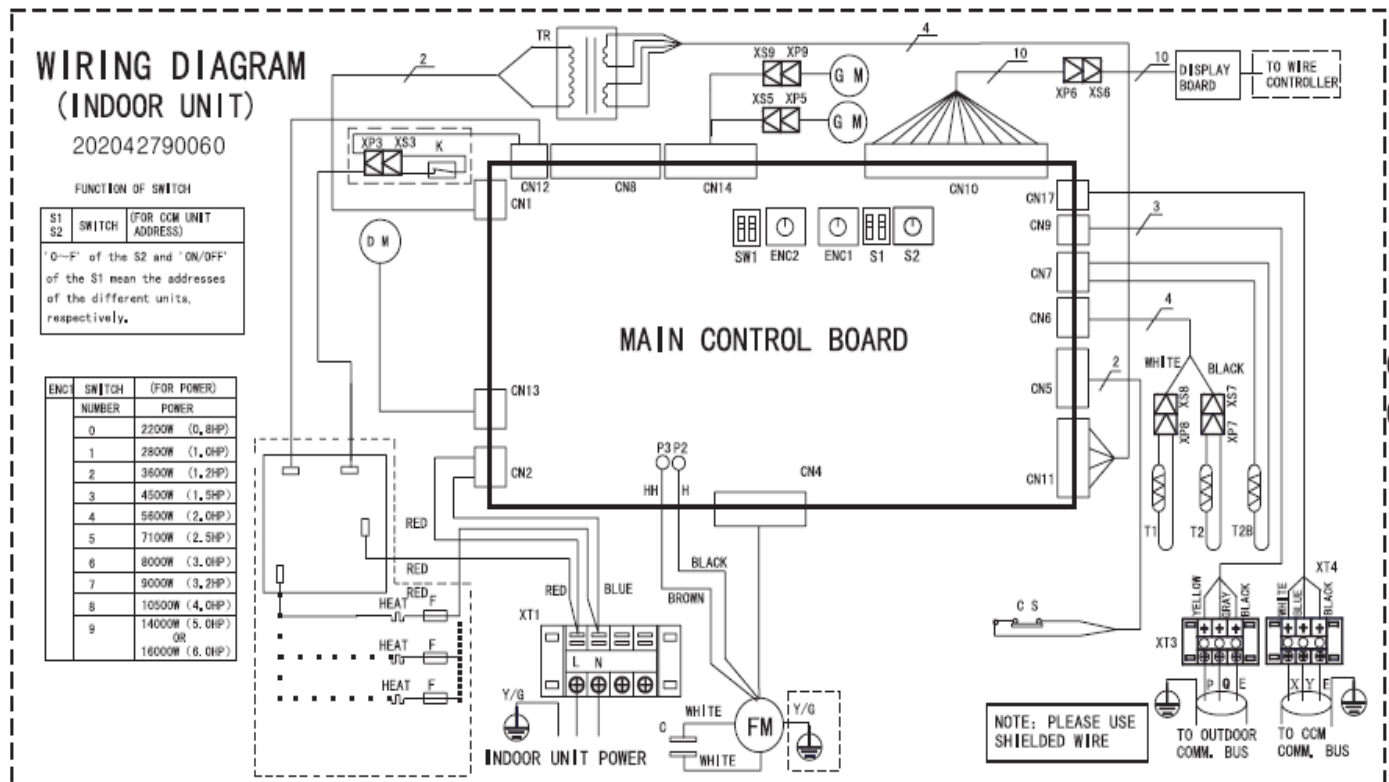 WIRING DIAGRAM
(INDOOR UNIT)
202042790060
FUNCTION OF SWITCH
S1
S2
SWITCH
(FOR CCM UNIT
ADDRESS)
'0~F' of the S2 and 'ON/OFF'
of the S1 mean the addresses
of the different units,
respectively.
ENC1 SWITCH (FOR POWER)
NUMBER POWER
0 2200W (0.8HP)
1 2800W (1.0HP)
2 3600W (1.2HP)
3 4500W (1.5HP)
4 5600W (2.0HP)
5 7100W (2.5HP)
6 8000W (3.0HP)
7 9000W (3.2HP)
8 10500W (4.0HP)
9 14000W (5.0HP)
OR
16000W (6.0HP)
TR
2
4
XS9 XP9
G M
XS5 XP5
G M
10
10
XP6 XS6
DISPLAY
BOARD
TO WIRE
CONTROLLER
XP3 XS3
K
CN12
CN8
CN14
CN10
CN1
CN17
CN9
3
D M
SW1
ENC2
ENC1
S1
S2
CN7
CN6
4
MAIN CONTROL BOARD
WHITE
BLACK
CN5
2
CN13
XS8
XP8
XS7
XP7
CN2
P3 P2
HH
H
CN4
CN11
T1
T2
T2B
RED
RED
RED
RED
BLUE
BLACK
BROWN
HEAT F
HEAT F
HEAT F
XT1
L N
Y/G
INDOOR UNIT POWER
C
WHITE
WHITE
FM
Y/G
C S
YELLOW
GRAY
BLACK
WHITE
BLUE
BLACK
XT4
XT3
P Q E
X Y E
NOTE: PLEASE USE
SHIELDED WIRE
TO OUTDOOR
COMM. BUS
TO CCM
COMM. BUS